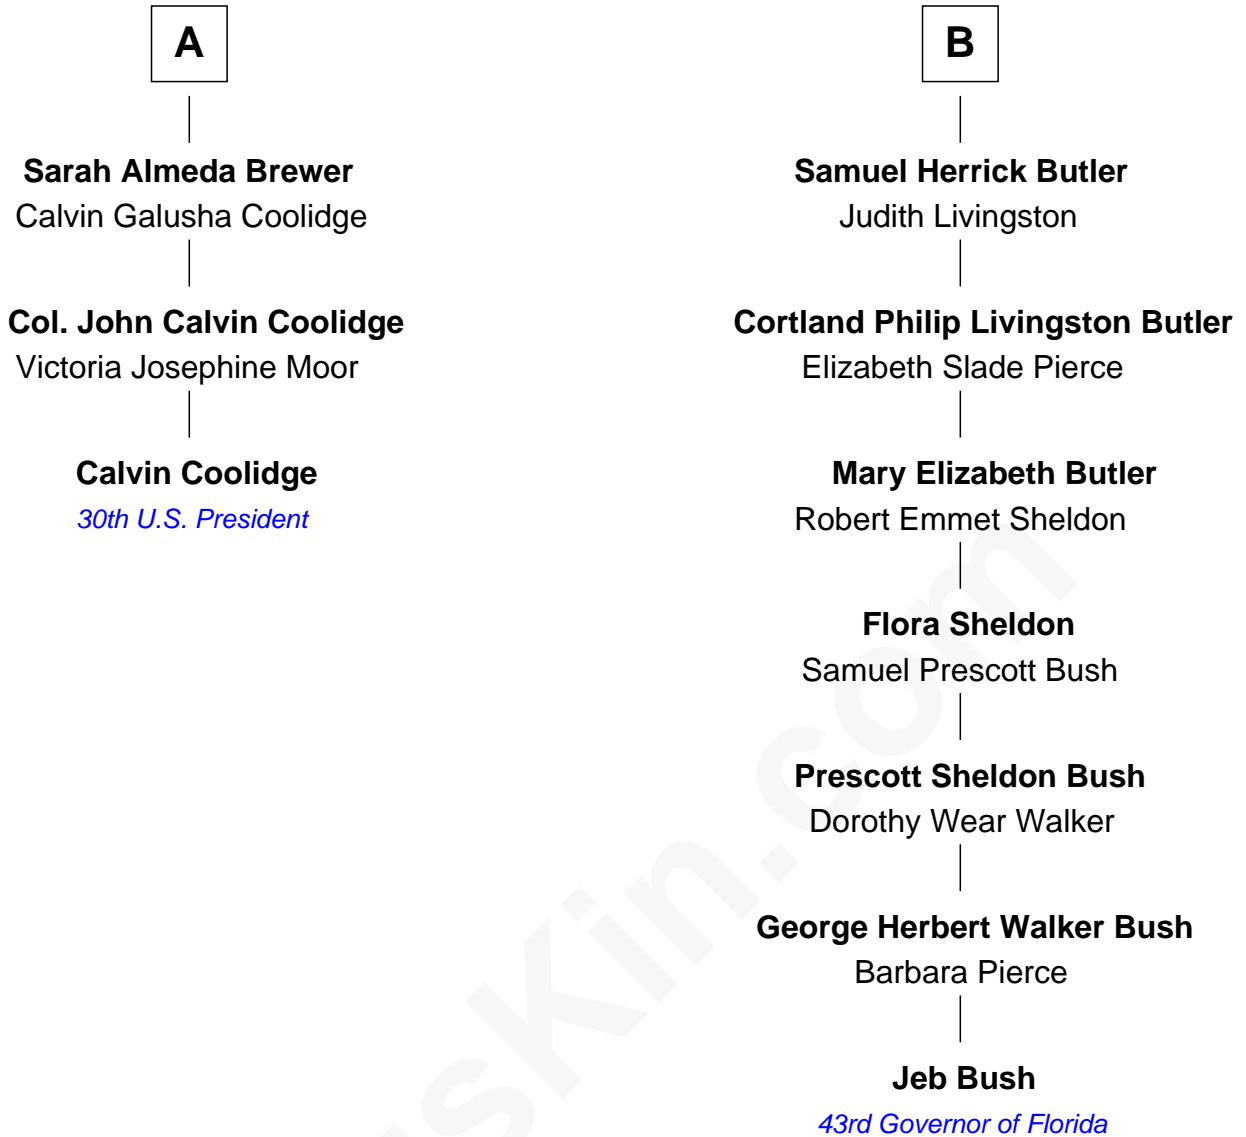 A
Sarah Almeda Brewer
Calvin Galusha Coolidge
Col. John Calvin Coolidge
Victoria Josephine Moor
Calvin Coolidge
30th U.S. President
B
Samuel Herrick Butler
Judith Livingston
Cortland Philip Livingston Butler
Elizabeth Slade Pierce
Mary Elizabeth Butler
Robert Emmet Sheldon
Flora Sheldon
Samuel Prescott Bush
Prescott Sheldon Bush
Dorothy Wear Walker
George Herbert Walker Bush
Barbara Pierce
Jeb Bush
43rd Governor of Florida
sKin.com